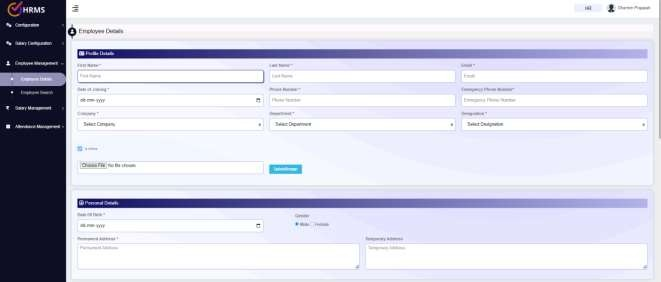 HRMS
Dharmin Prajapati
Configuration
Salary Configuration
Employee Management
Employee Details
Employee Search
Salary Management
Attendance Management
Employee Details
Profile Details
First Name *
Last Name *
Email *
First Name
Last Name
Email
Date of Joining *
Phone Number *
Emergency Phone Number*
dd-mm-yyyy
Phone Number
Emergency Phone Number
Company *
Department *
Designation *
Select Company
Select Department
Select Designation
Choose File No file chosen
Personal Details
Date Of Birth *
Gender
dd-mm-yyyy
Male Female
Permanent Address *
Temporary Address
Permanent Address
Temporary Address